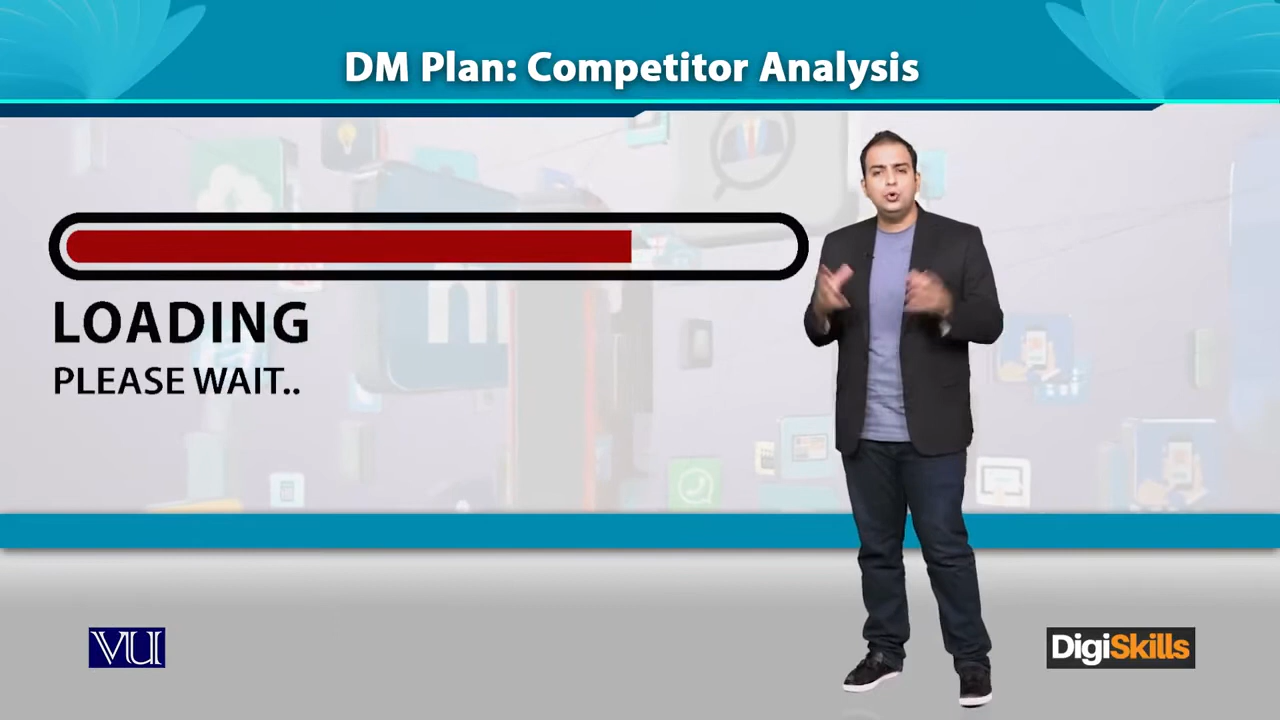 DM Plan: Competitor Analysis
LOADING
PLEASE WAIT..
VU
DigiSkills